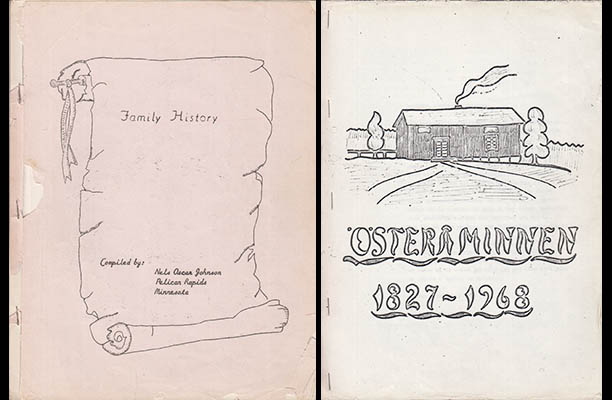 Family History
Compiled by:
Nels Oscar Johnson
Pelican Rapids
Minnesota
ÖSTERÅMINNEN
1827-1968